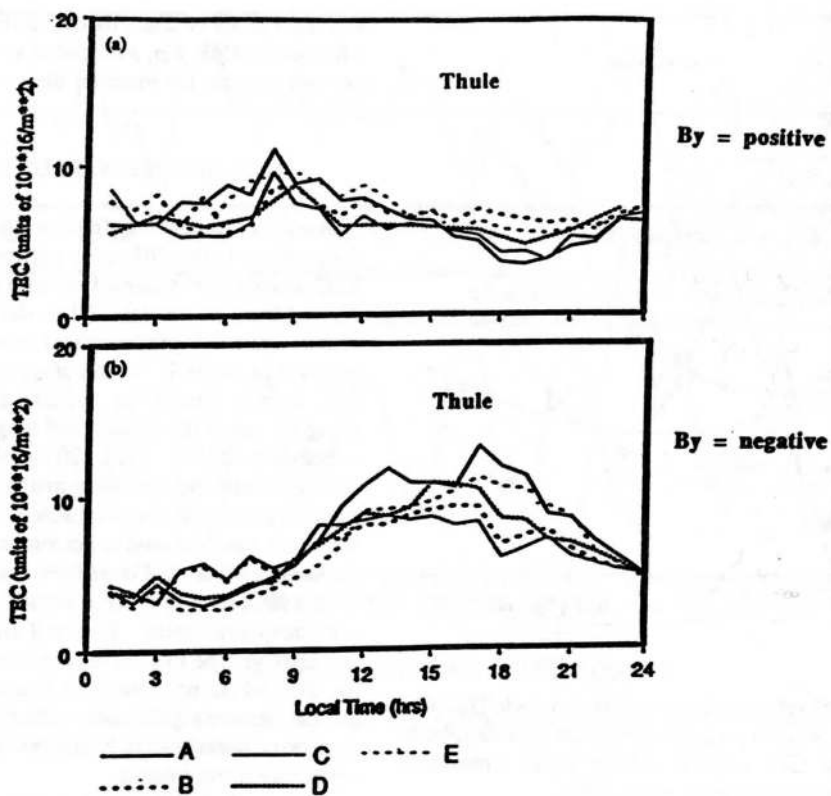 20
(a)
Thule
By = positive
10
TEC (units of 10**16/m**2)
0
20
(b)
Thule
By = negative
10
TEC (units of 10**16/m**2)
0
0 3 6 9 12 15 18 21 24
Local Time (hrs)
A C E
B D